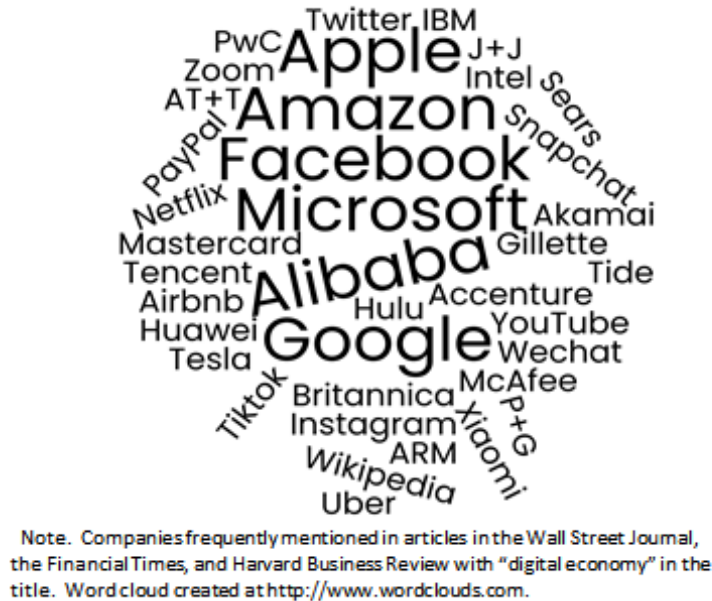 Twitter IBM
PwC Apple J+J
Zoom Intel Sears
AT+T Amazon Snapchat
PayPal Facebook
Netflix Microsoft Akamai
Mastercard Alibaba Gillette
Tencent Tide
Airbnb Hulu Accenture
Huawei Google YouTube
Tesla Wechat
Tiktok Britannica McAfee
Instagram Xiaomi P+G
ARM
Wikipedia
Uber
Note. Companies frequently mentioned in articles in the Wall Street Journal,
the Financial Times, and Harvard Business Review with “digital economy” in the
title. Word cloud created at http://www.wordclouds.com.